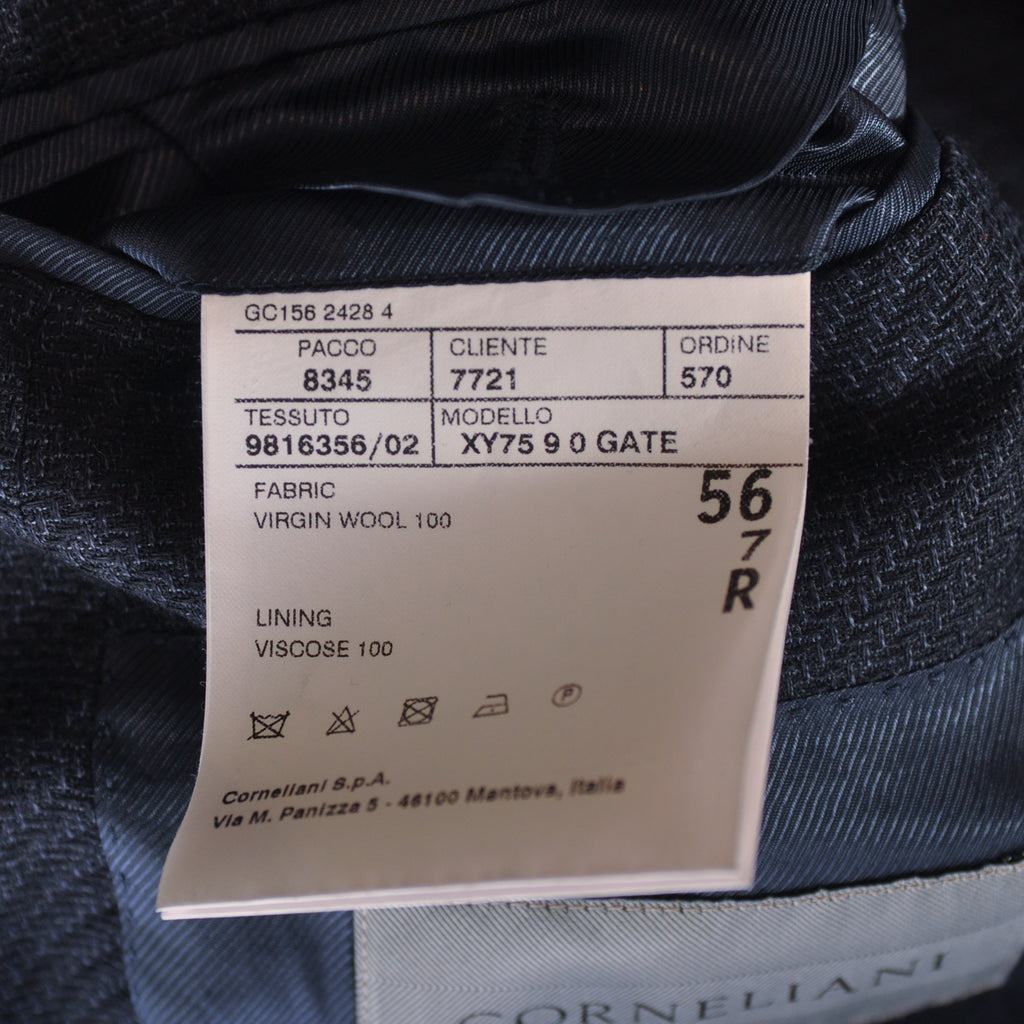 GC156 2428 4
PACCO CLIENTE ORDINE
8345 7721 570
TESSUTO MODELLO
9816356/02 XY75 9 0 GATE
FABRIC
VIRGIN WOOL 100
56
7
R
LINING
VISCOSE 100
P
Corneliani S.p.A.
Via M. Panizza 5 - 46100 Mantova, Italia
CORNELIANI